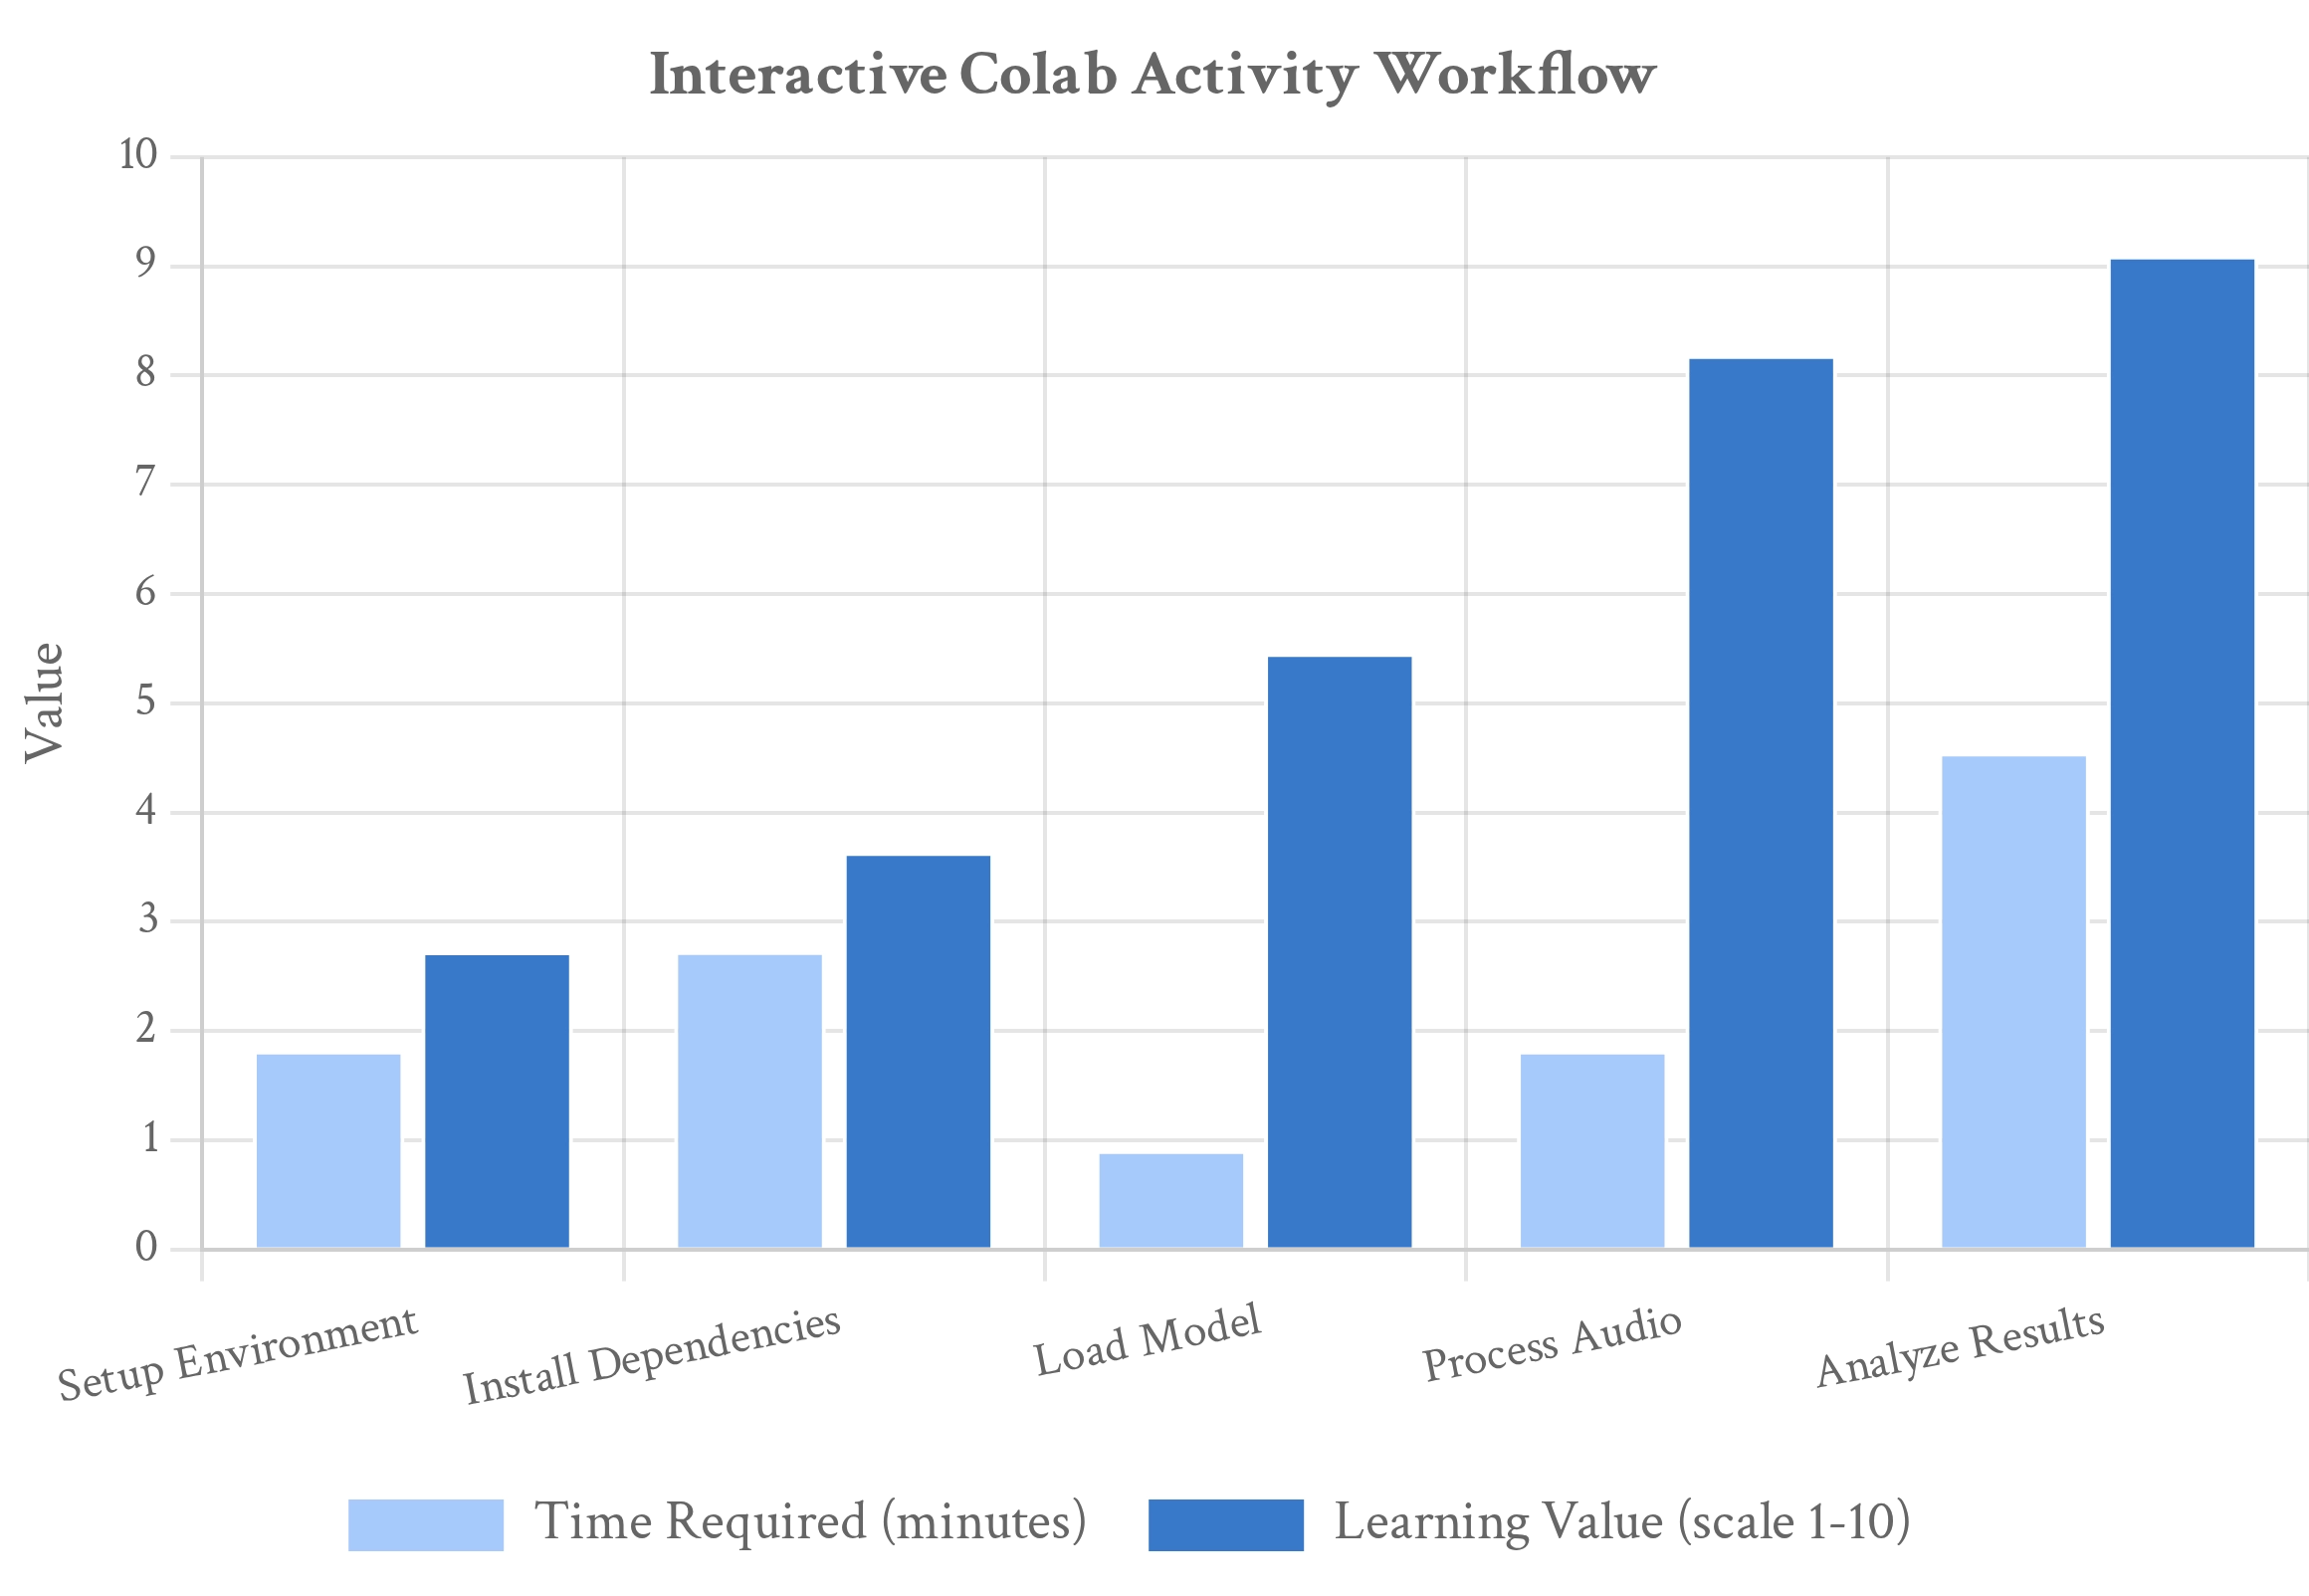 Interactive Colab Activity Workflow
10
9
8
7
6
5
4
3
2
1
0
Value
Setup Environment
Install Dependencies
Load Model
Process Audio
Analyze Results
Time Required (minutes)
Learning Value (scale 1-10)